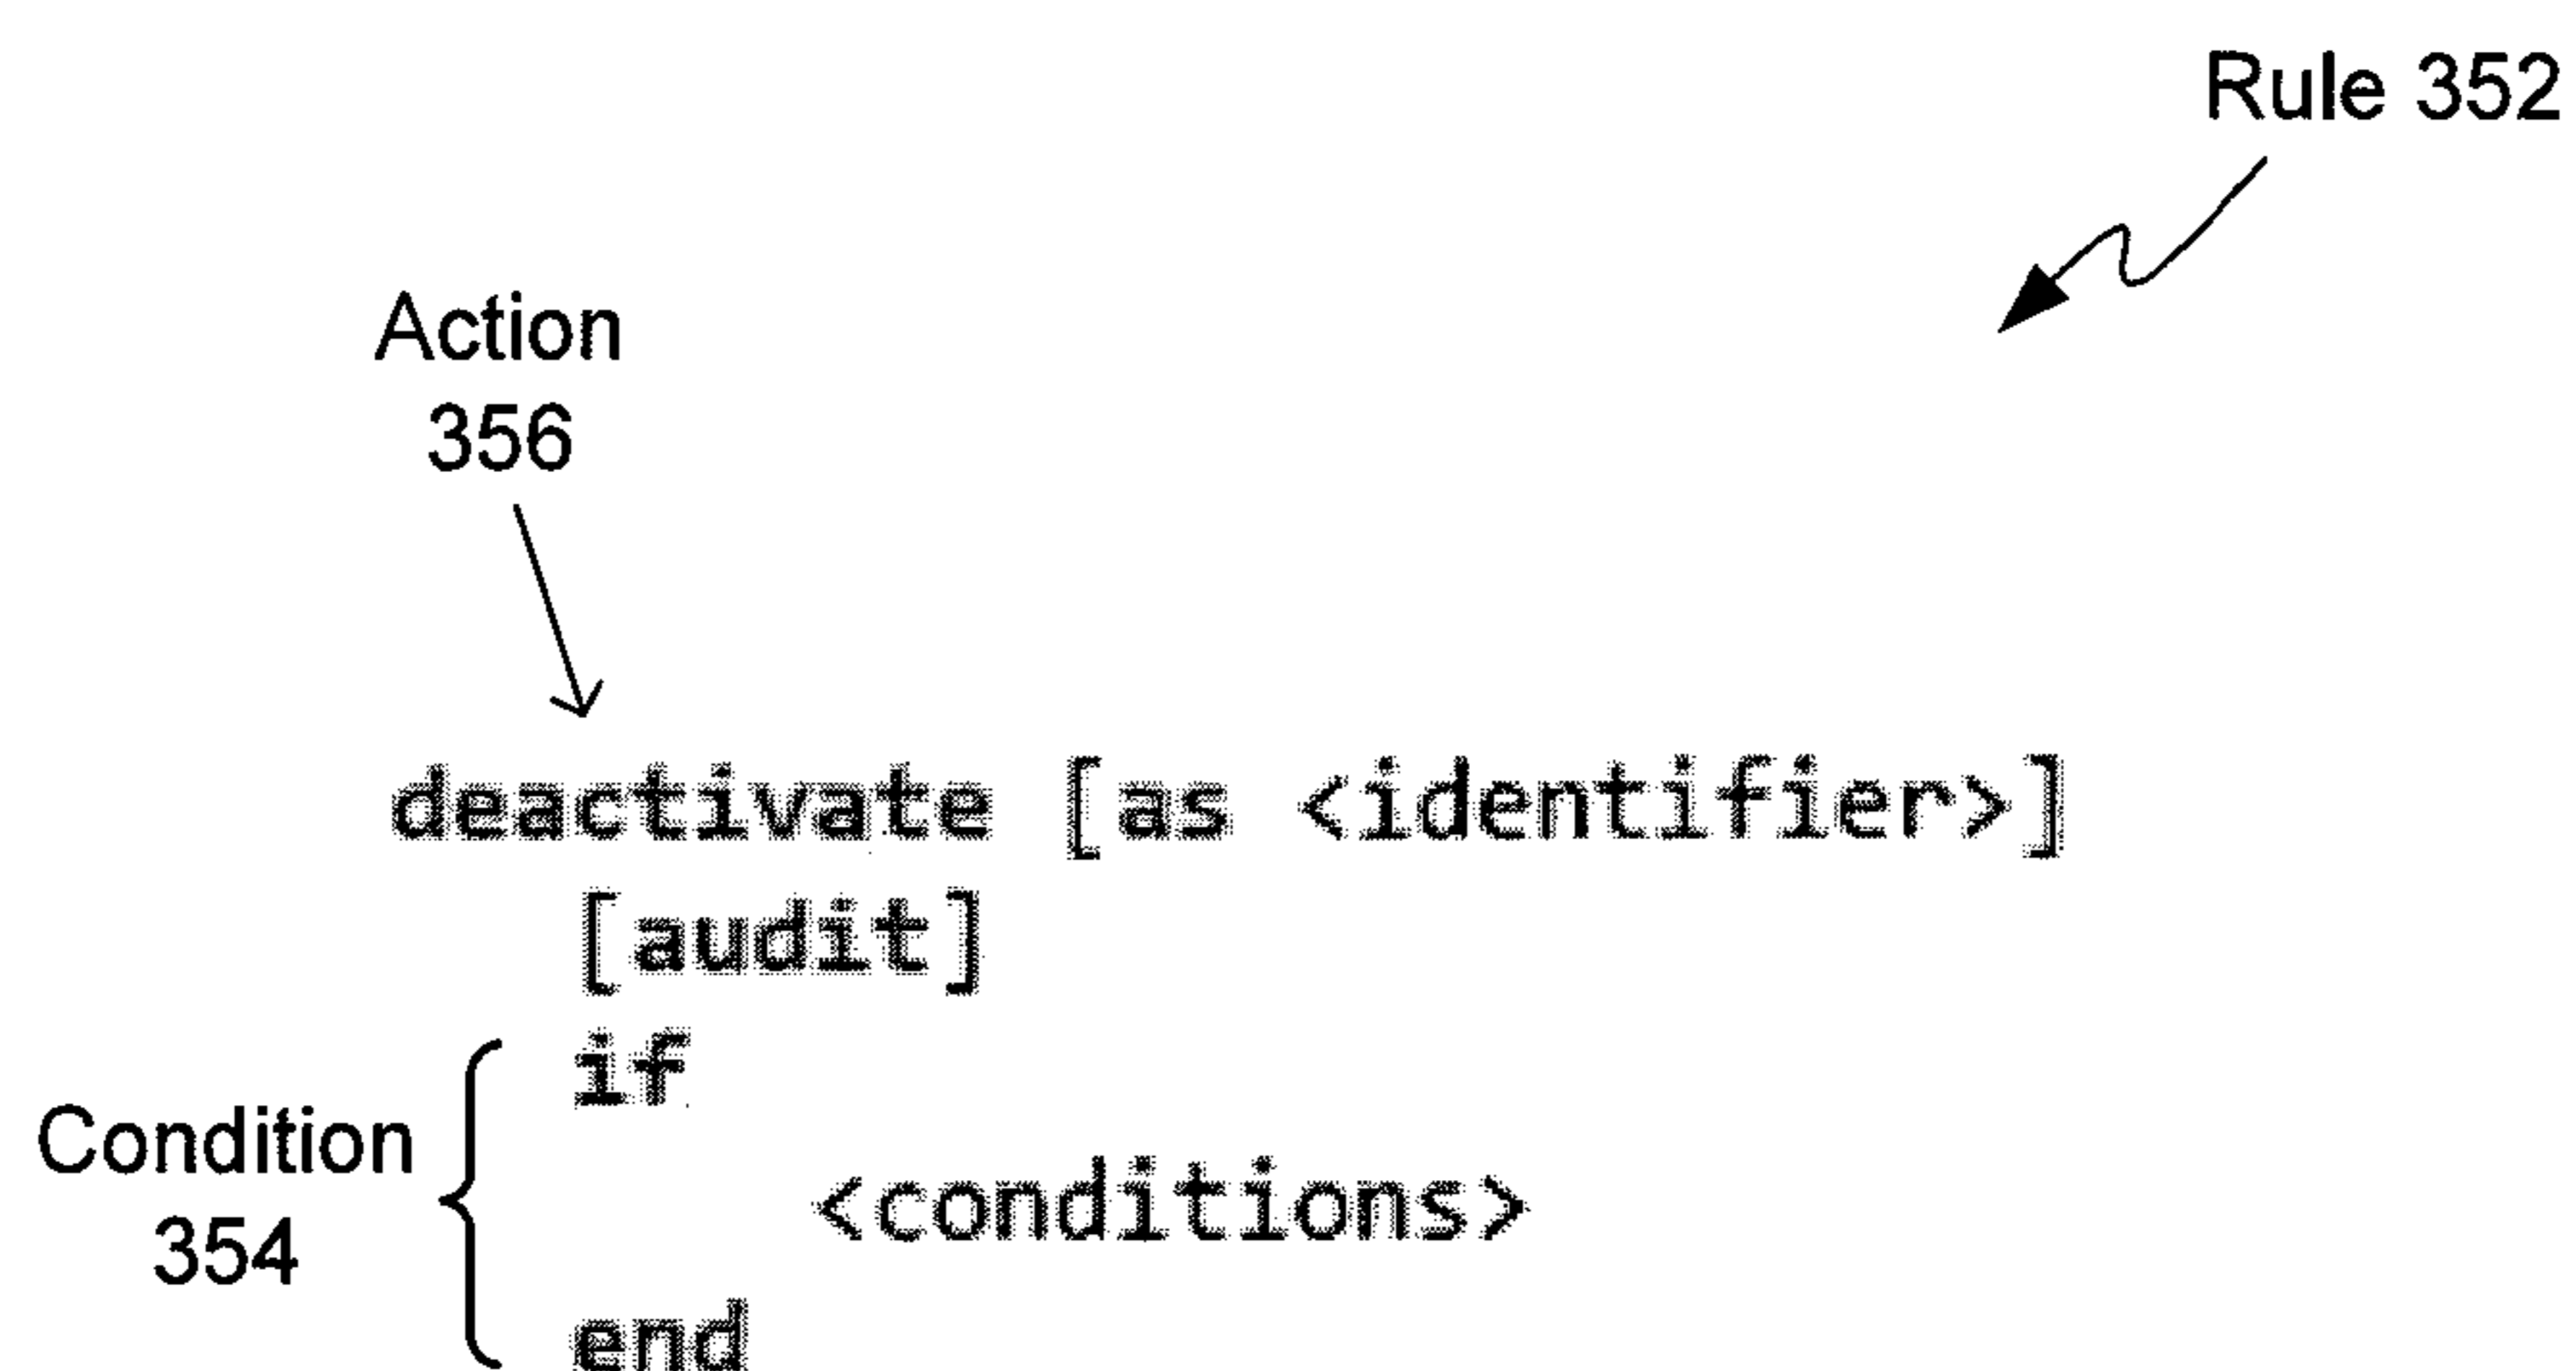 Rule 352
Action
356
deactivate [as <identifier>]
[audit]
if
<conditions>
end
Condition
354